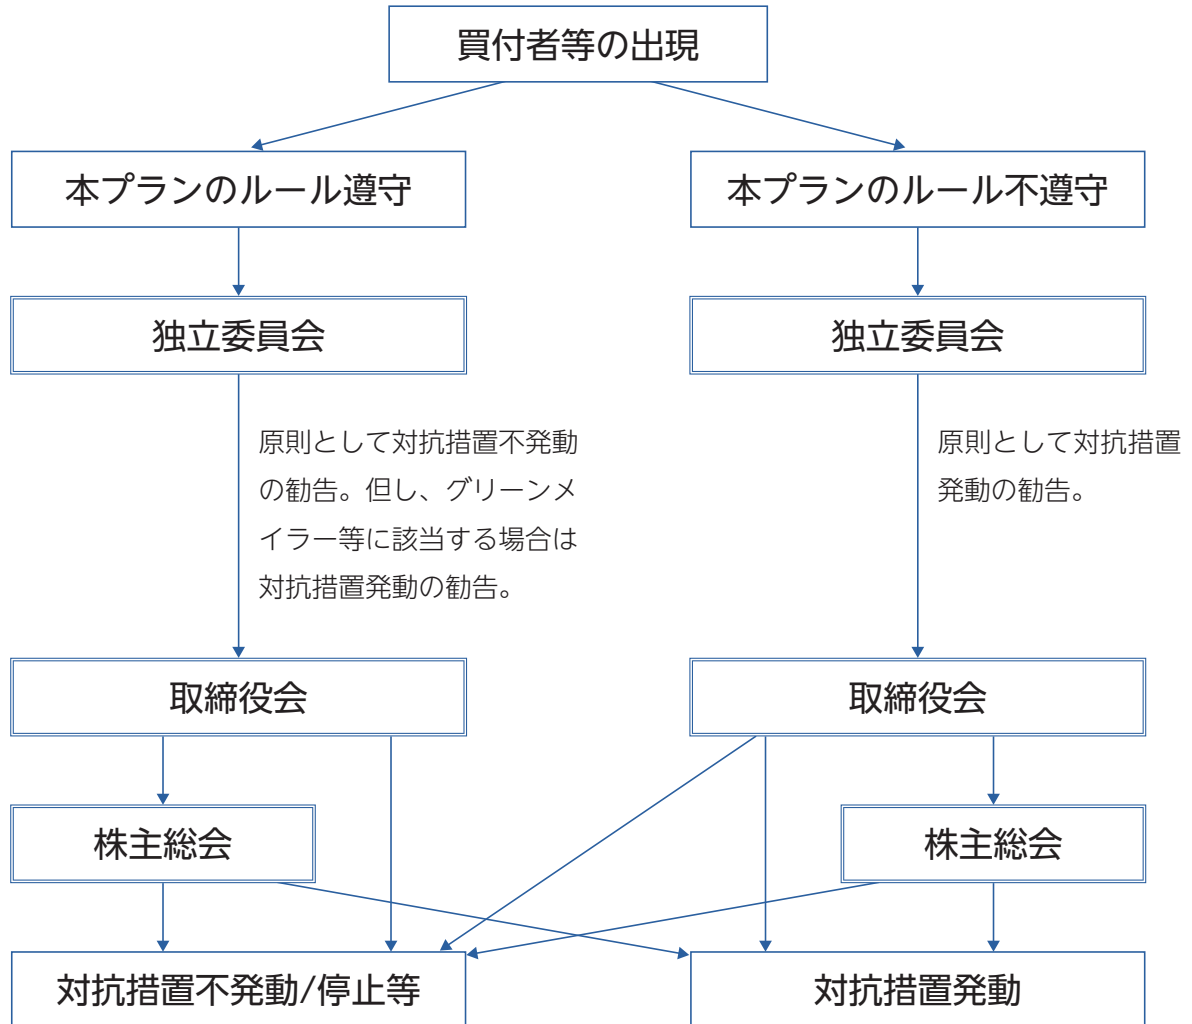 買付者等の出現
本プランのルール遵守
本プランのルール不遵守
独立委員会
独立委員会
原則として対抗措置不発動
の勧告。但し、グリーンメ
イラー等に該当する場合は
対抗措置発動の勧告。
原則として対抗措置
発動の勧告。
取締役会
取締役会
株主総会
株主総会
対抗措置不発動/停止等
対抗措置発動